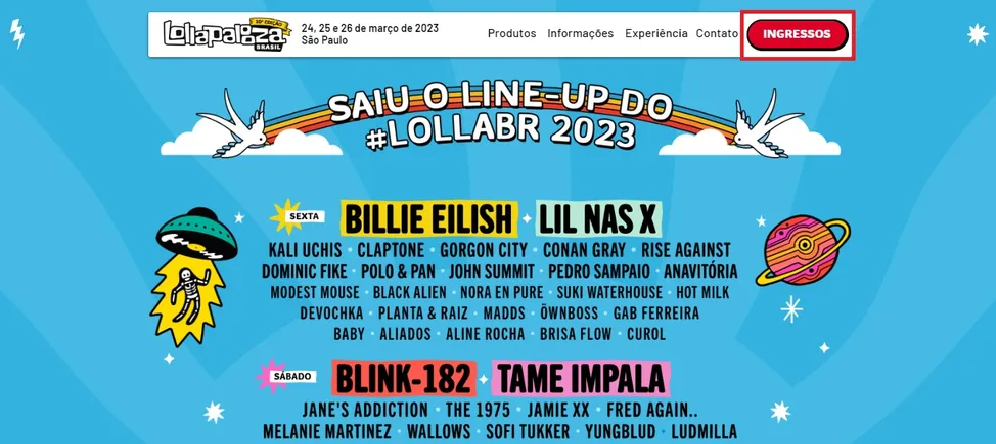 Lollapalooza
10ª EDIÇÃO
BRASIL
24, 25 e 26 de março de 2023
São Paulo
Produtos Informações Experiência Contato INGRESSOS
SAIU O LINE-UP DO
#LOLLABR 2023
SEXTA
BILLIE EILISH LIL NAS X
KALI UCHIS • CLAPTONE • GORGON CITY • CONAN GRAY • RISE AGAINST
DOMINIC FIKE • POLO & PAN • JOHN SUMMIT • PEDRO SAMPAIO • ANAVITÓRIA
MODEST MOUSE • BLACK ALIEN • NORA EN PURE • SUKI WATERHOUSE • HOT MILK
DEVOCHKA • PLANTA & RAIZ • MADDS • ÖWNBOSS • GAB FERREIRA
BABY • ALIADOS • ALINE ROCHA • BRISA FLOW • CUROL
SÁBADO
BLINK-182 TAME IMPALA
JANE'S ADDICTION • THE 1975 • JAMIE XX • FRED AGAIN..
MELANIE MARTINEZ • WALLOWS • SOFI TUKKER • YUNGBLUD • LUDMILLA